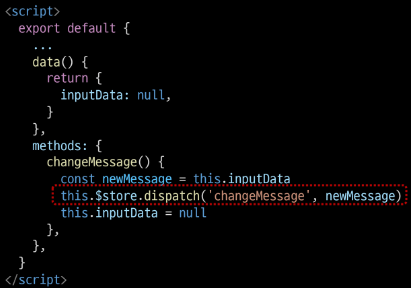 <script>
export default {
...
data() {
return {
inputData: null,
}
},
methods: {
changeMessage() {
const newMessage = this.inputData
this.$store.dispatch('changeMessage', newMessage)
this.inputData = null
},
},
}
</script>